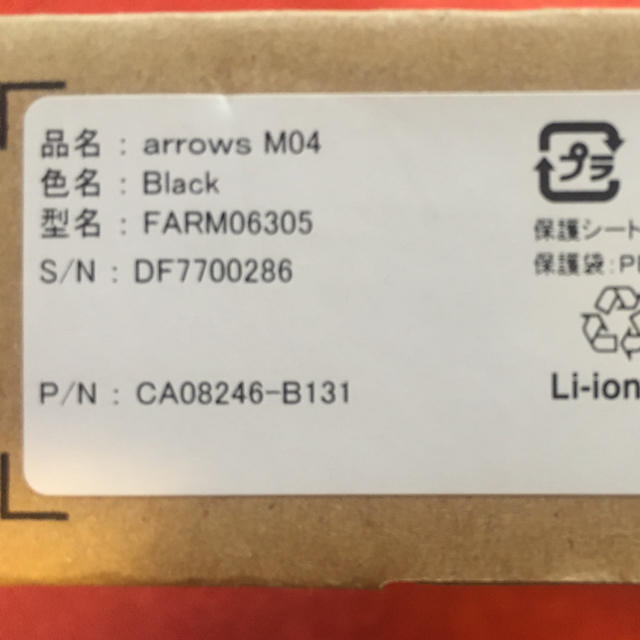 品名 : arrows M04
色名 : Black
型名 : FARM06305
S/N : DF7700286
P/N : CA08246-B131
プラ
保護シート
保護袋:P
Li-ion